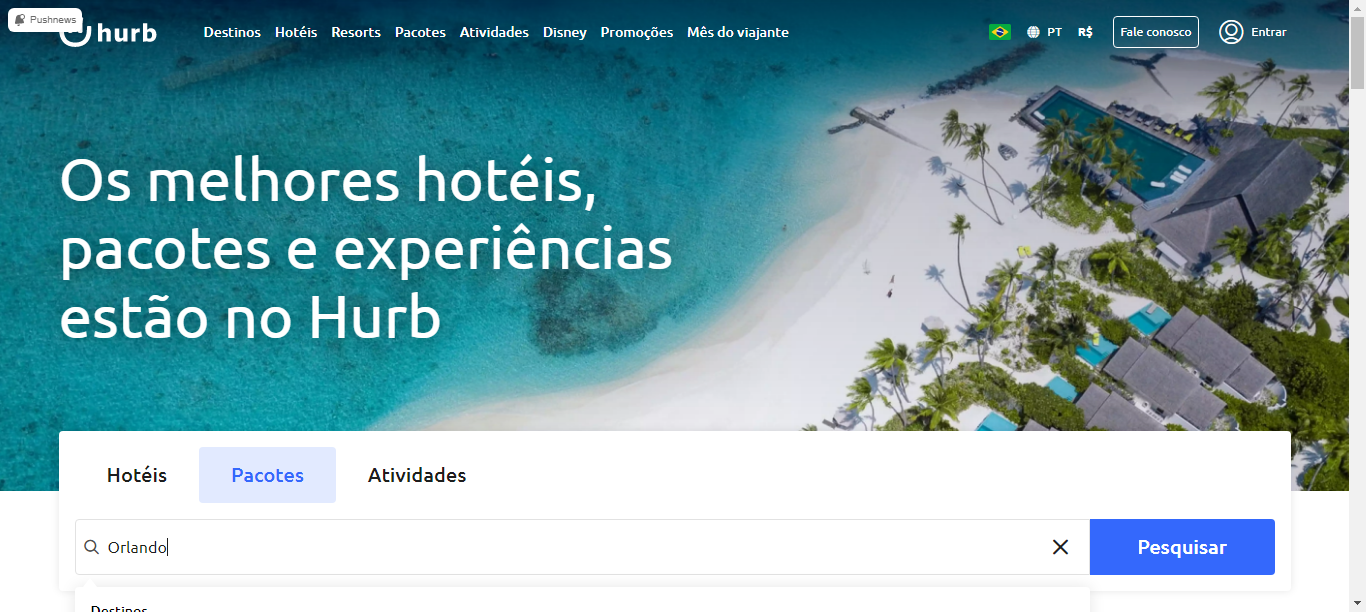 Pushnews
hurb
Destinos Hotéis Resorts Pacotes Atividades Disney Promoções Mês do viajante
PT R$ Fale conosco Entrar
Os melhores hotéis,
pacotes e experiências
estão no Hurb
Hotéis Pacotes Atividades
Orlando Pesquisar
Destinos